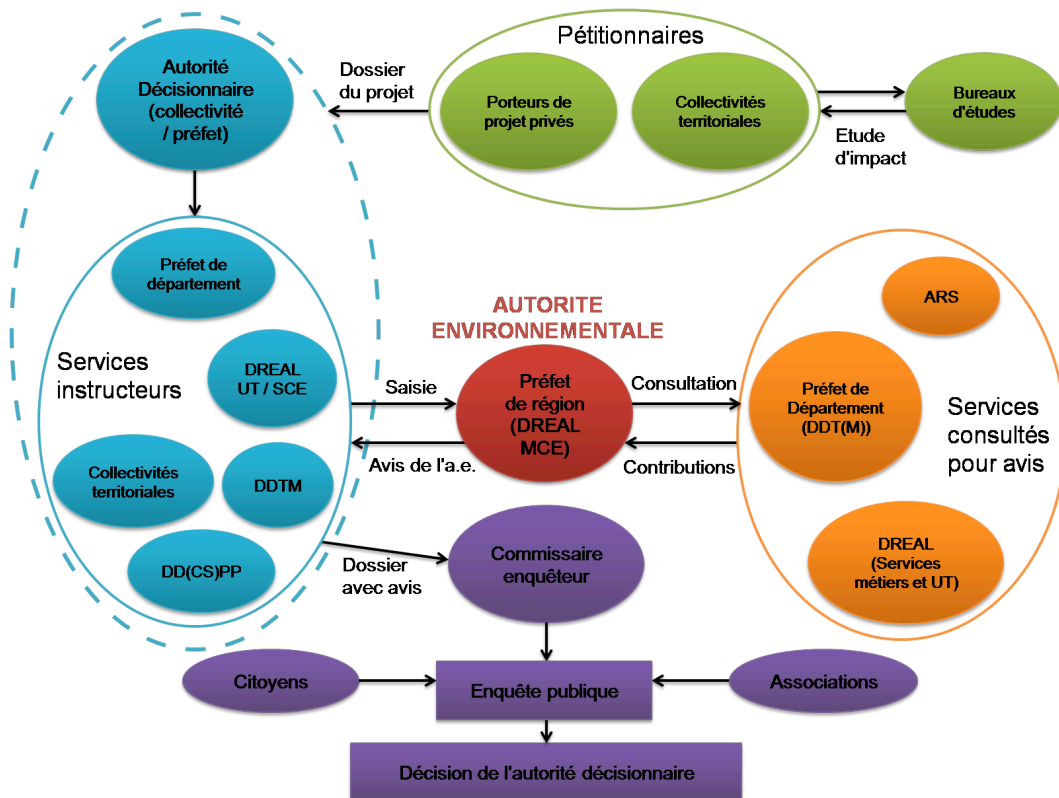 Autorité
Décisionnaire
(collectivité
/ préfet)
Dossier
du projet
Pétitionnaires
Porteurs de
projet privés
Collectivités
territoriales
Etude
d'impact
Bureaux
d'études
Services
instructeurs
Préfet de
département
DREAL
UT / SCE
Collectivités
territoriales
DDTM
DD(CS)PP
Saisie
Avis de l'a.e.
AUTORITE
ENVIRONNEMENTALE
Préfet
de région
(DREAL
MCE)
Consultation
Contributions
ARS
Préfet de
Département
(DDT(M))
Services
consultés
pour avis
DREAL
(Services
métiers et UT)
Dossier
avec avis
Commissaire
enquêteur
Citoyens
Enquête publique
Associations
Décision de l'autorité décisionnaire